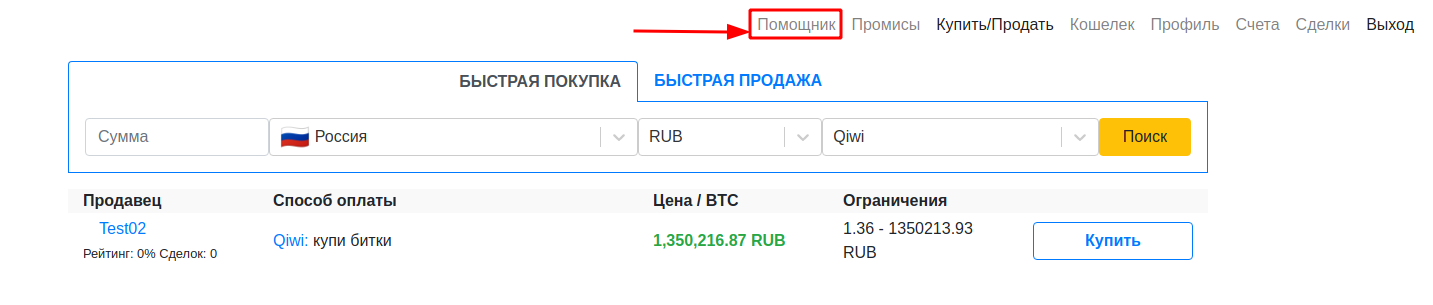 Помощник Промисы Купить/Продать Кошелек Профиль Счета Сделки Выход
БЫСТРАЯ ПОКУПКА БЫСТРАЯ ПРОДАЖА
Сумма Россия RUB Qiwi Поиск
Продавец Способ оплаты Цена / BTC Ограничения
Test02 Qiwi: купи битки 1,350,216.87 RUB 1.36 - 1350213.93 Купить
Рейтинг: 0% Сделок: 0 RUB